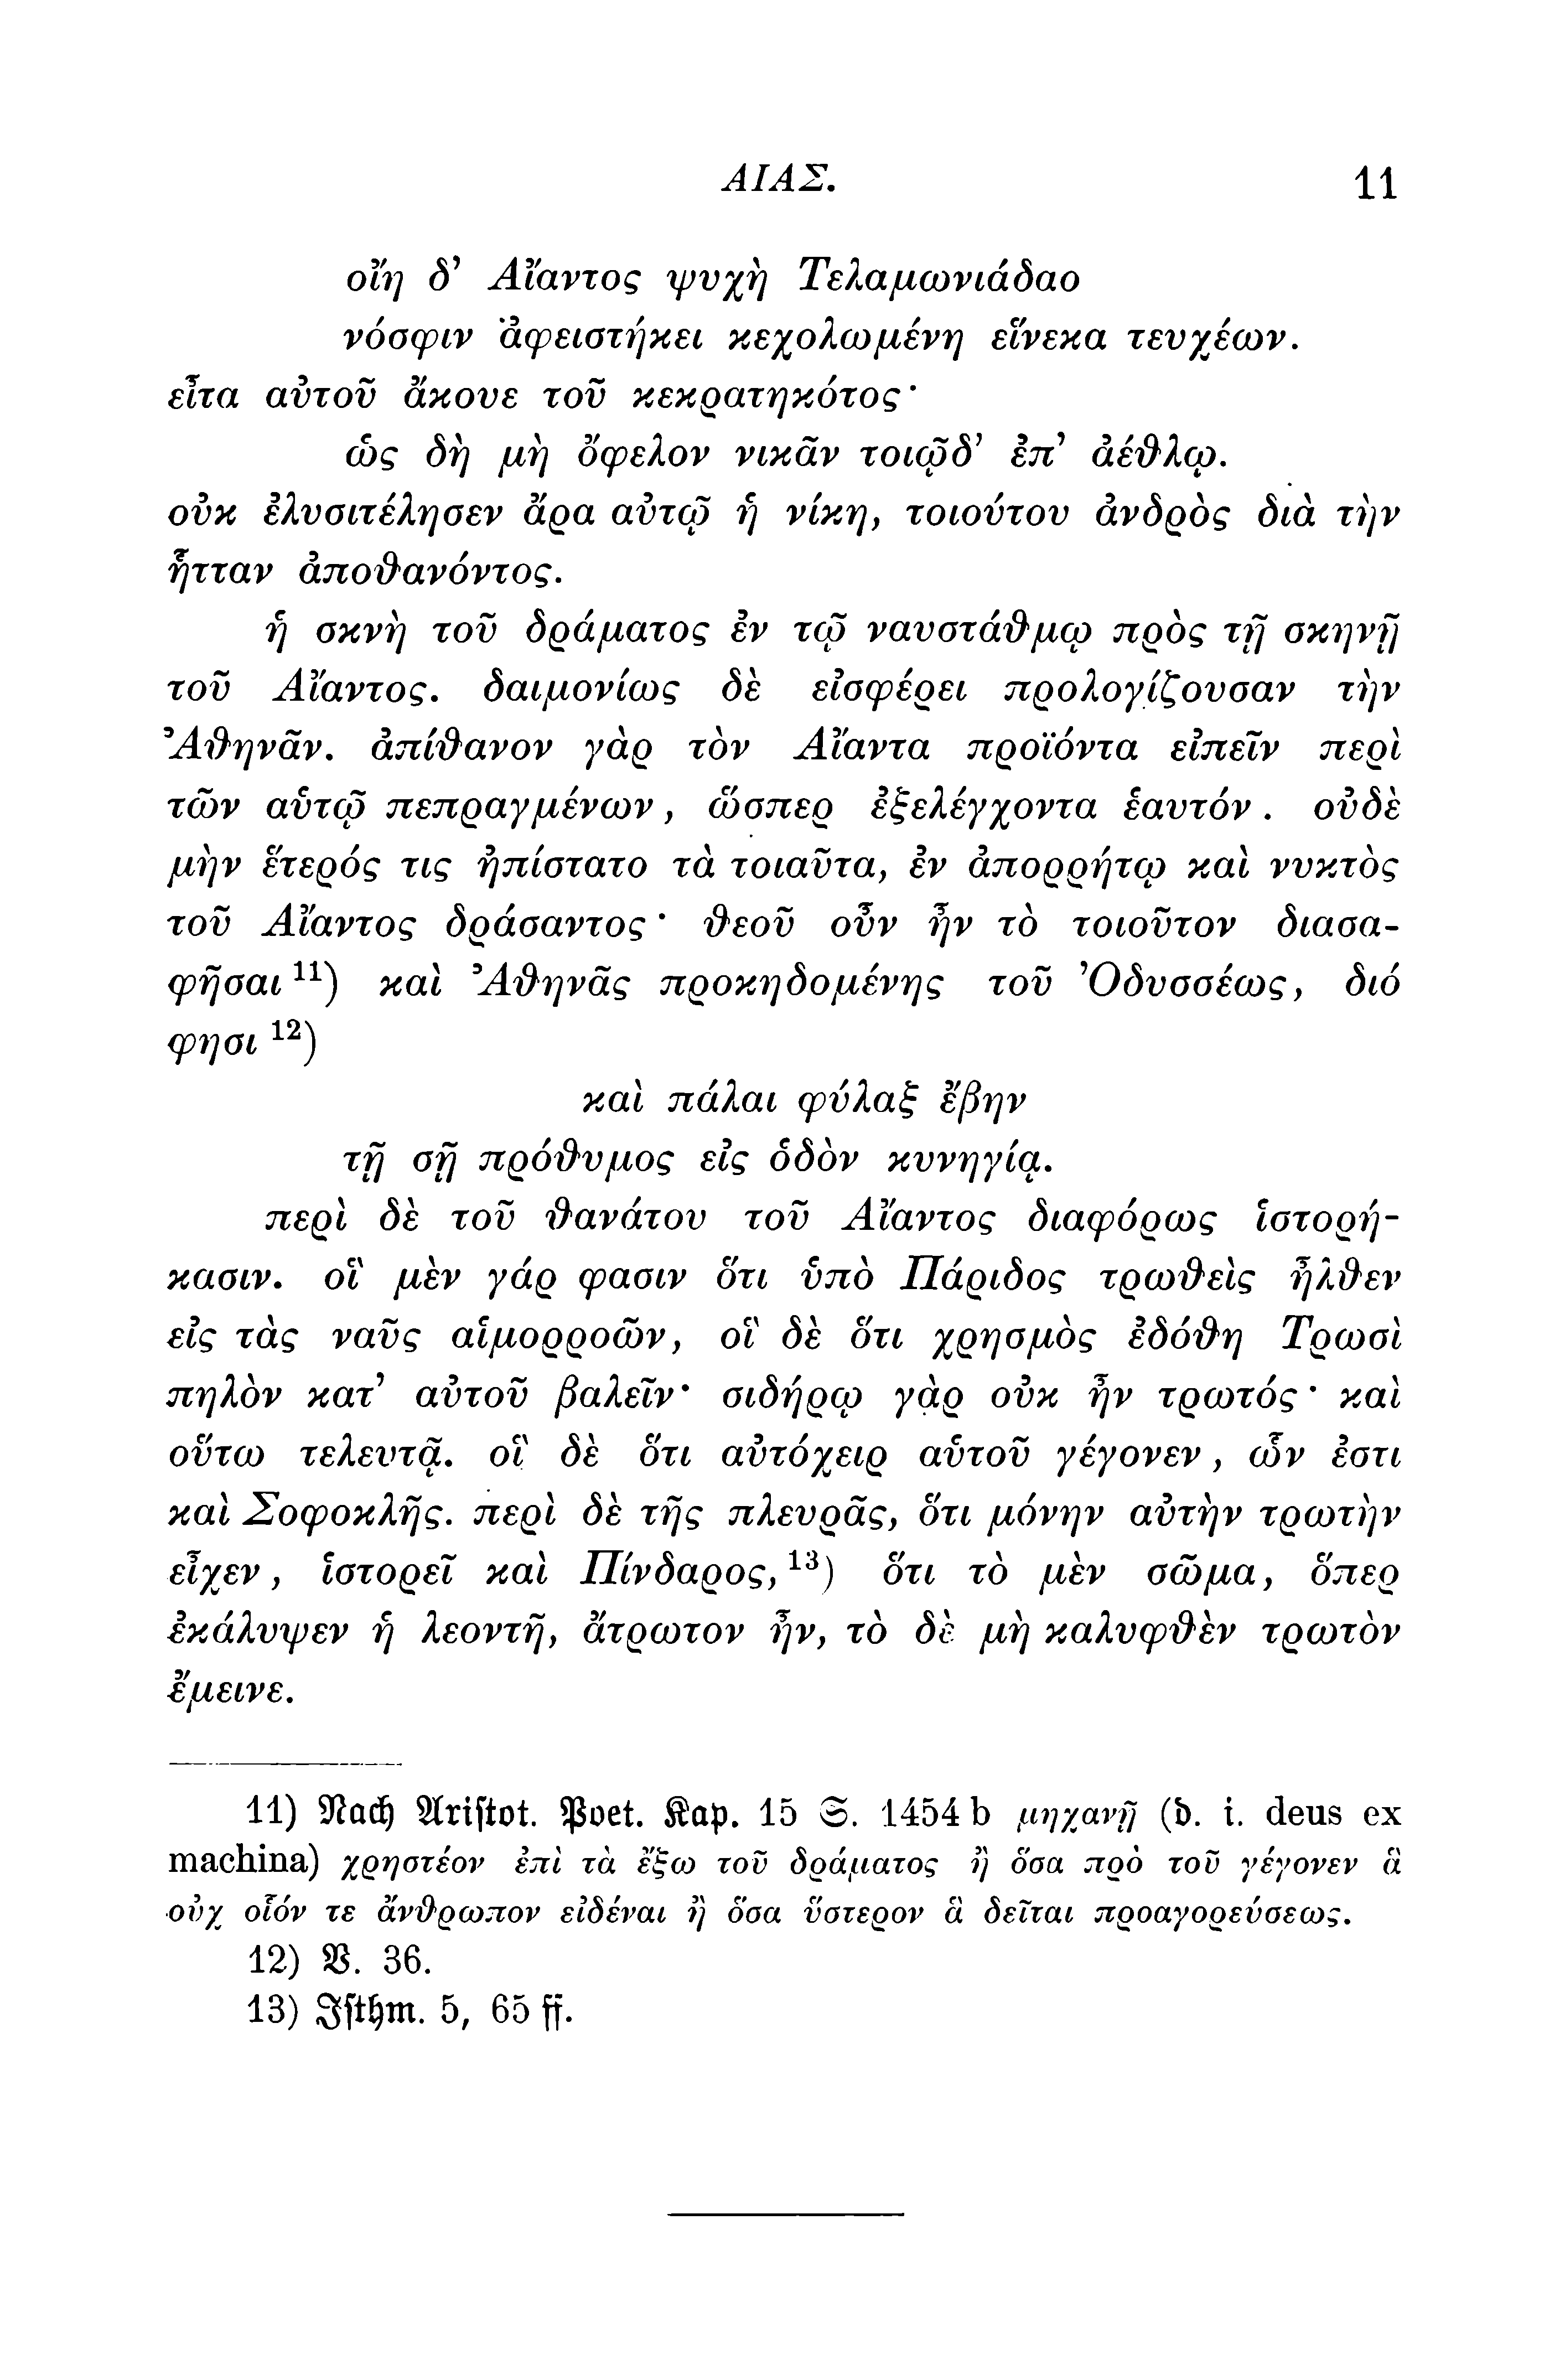 ΑΙΑΣ. 11
οἴη δ’ Αἴαντος ψυχὴ Τελαμωνιάδαο
νόσφιν ἀφειστήκει κεχολωμένη εἵνεκα τευχέων.
εἶτα αὐτοῦ ἄκουε τοῦ κεκρατηκότος·
ὡς δὴ μὴ ὄφελον νικᾶν τοιῷδ’ ἐπ’ ἀέθλῳ.
οὐκ ἐλυσιτέλησεν ἄρα αὐτῷ ἡ νίκη, τοιούτου ἀνδρὸς διὰ τὴν
ἧτταν ἀποθανόντος.
ἡ σκνὴ τοῦ δράματος ἐν τῷ ναυστάθμῳ πρὸς τῇ σκηνῇ
τοῦ Αἴαντος. δαιμονίως δὲ εἰσφέρει προλογίζουσαν τὴν
Ἀθηνᾶν. ἀπίθανον γὰρ τὸν Αἴαντα προϊόντα εἰπεῖν περὶ
τῶν αὑτῷ πεπραγμένων, ὥσπερ ἐξελέγχοντα ἑαυτόν. οὐδὲ
μὴν ἕτερός τις ἠπίστατο τὰ τοιαῦτα, ἐν ἀπορρήτῳ καὶ νυκτὸς
τοῦ Αἴαντος δράσαντος· θεοῦ οὖν ἦν τὸ τοιοῦτον διασα-
φῆσαι ¹¹) καὶ Ἀθηνᾶς προκηδομένης τοῦ Ὀδυσσέως, διό
φησι ¹²)
καὶ πάλαι φύλαξ ἔβην
τῇ σῇ πρόθυμος εἰς ὁδὸν κυνηγίᾳ.
περὶ δὲ τοῦ θανάτου τοῦ Αἴαντος διαφόρως ἱστορή-
κασιν. οἳ μὲν γάρ φασιν ὅτι ὑπὸ Πάριδος τρωθεὶς ἦλθεν
εἰς τὰς ναῦς αἱμορροῶν, οἳ δὲ ὅτι χρησμὸς ἐδόθη Τρωσὶ
πηλὸν κατ’ αὐτοῦ βαλεῖν· σιδήρῳ γὰρ οὐκ ἦν τρωτός· καὶ
οὕτω τελευτᾷ. οἳ δὲ ὅτι αὐτόχειρ αὑτοῦ γέγονεν, ὧν ἐστι
καὶ Σοφοκλῆς. περὶ δὲ τῆς πλευρᾶς, ὅτι μόνην αὐτὴν τρωτὴν
εἶχεν, ἱστορεῖ καὶ Πίνδαρος,¹³) ὅτι τὸ μὲν σῶμα, ὅπερ
ἐκάλυψεν ἡ λεοντῆ, ἄτρωτον ἦν, τὸ δὲ μὴ καλυφθὲν τρωτὸν
ἔμεινε.
11) Nach Aristot. Poet. Kap. 15 S. 1454 b μηχανῇ (d. i. deus ex
machina) χρηστέον ἐπὶ τὰ ἔξω τοῦ δράματος ἢ ὅσα πρὸ τοῦ γέγονεν ἃ
οὐχ οἷόν τε ἄνθρωπον εἰδέναι ἢ ὅσα ὕστερον ἃ δεῖται προαγορεύσεως.
12) V. 36.
13) Isthm. 5, 65 ff.